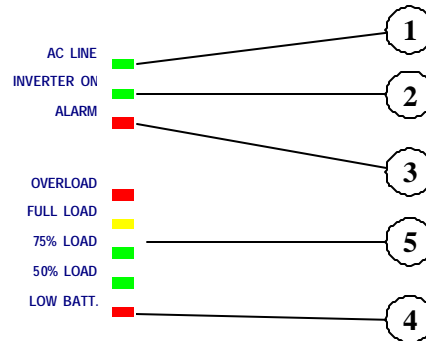 1
AC LINE
INVERTER ON
2
ALARM
3
OVERLOAD
FULL LOAD
75% LOAD
5
50% LOAD
LOW BATT.
4